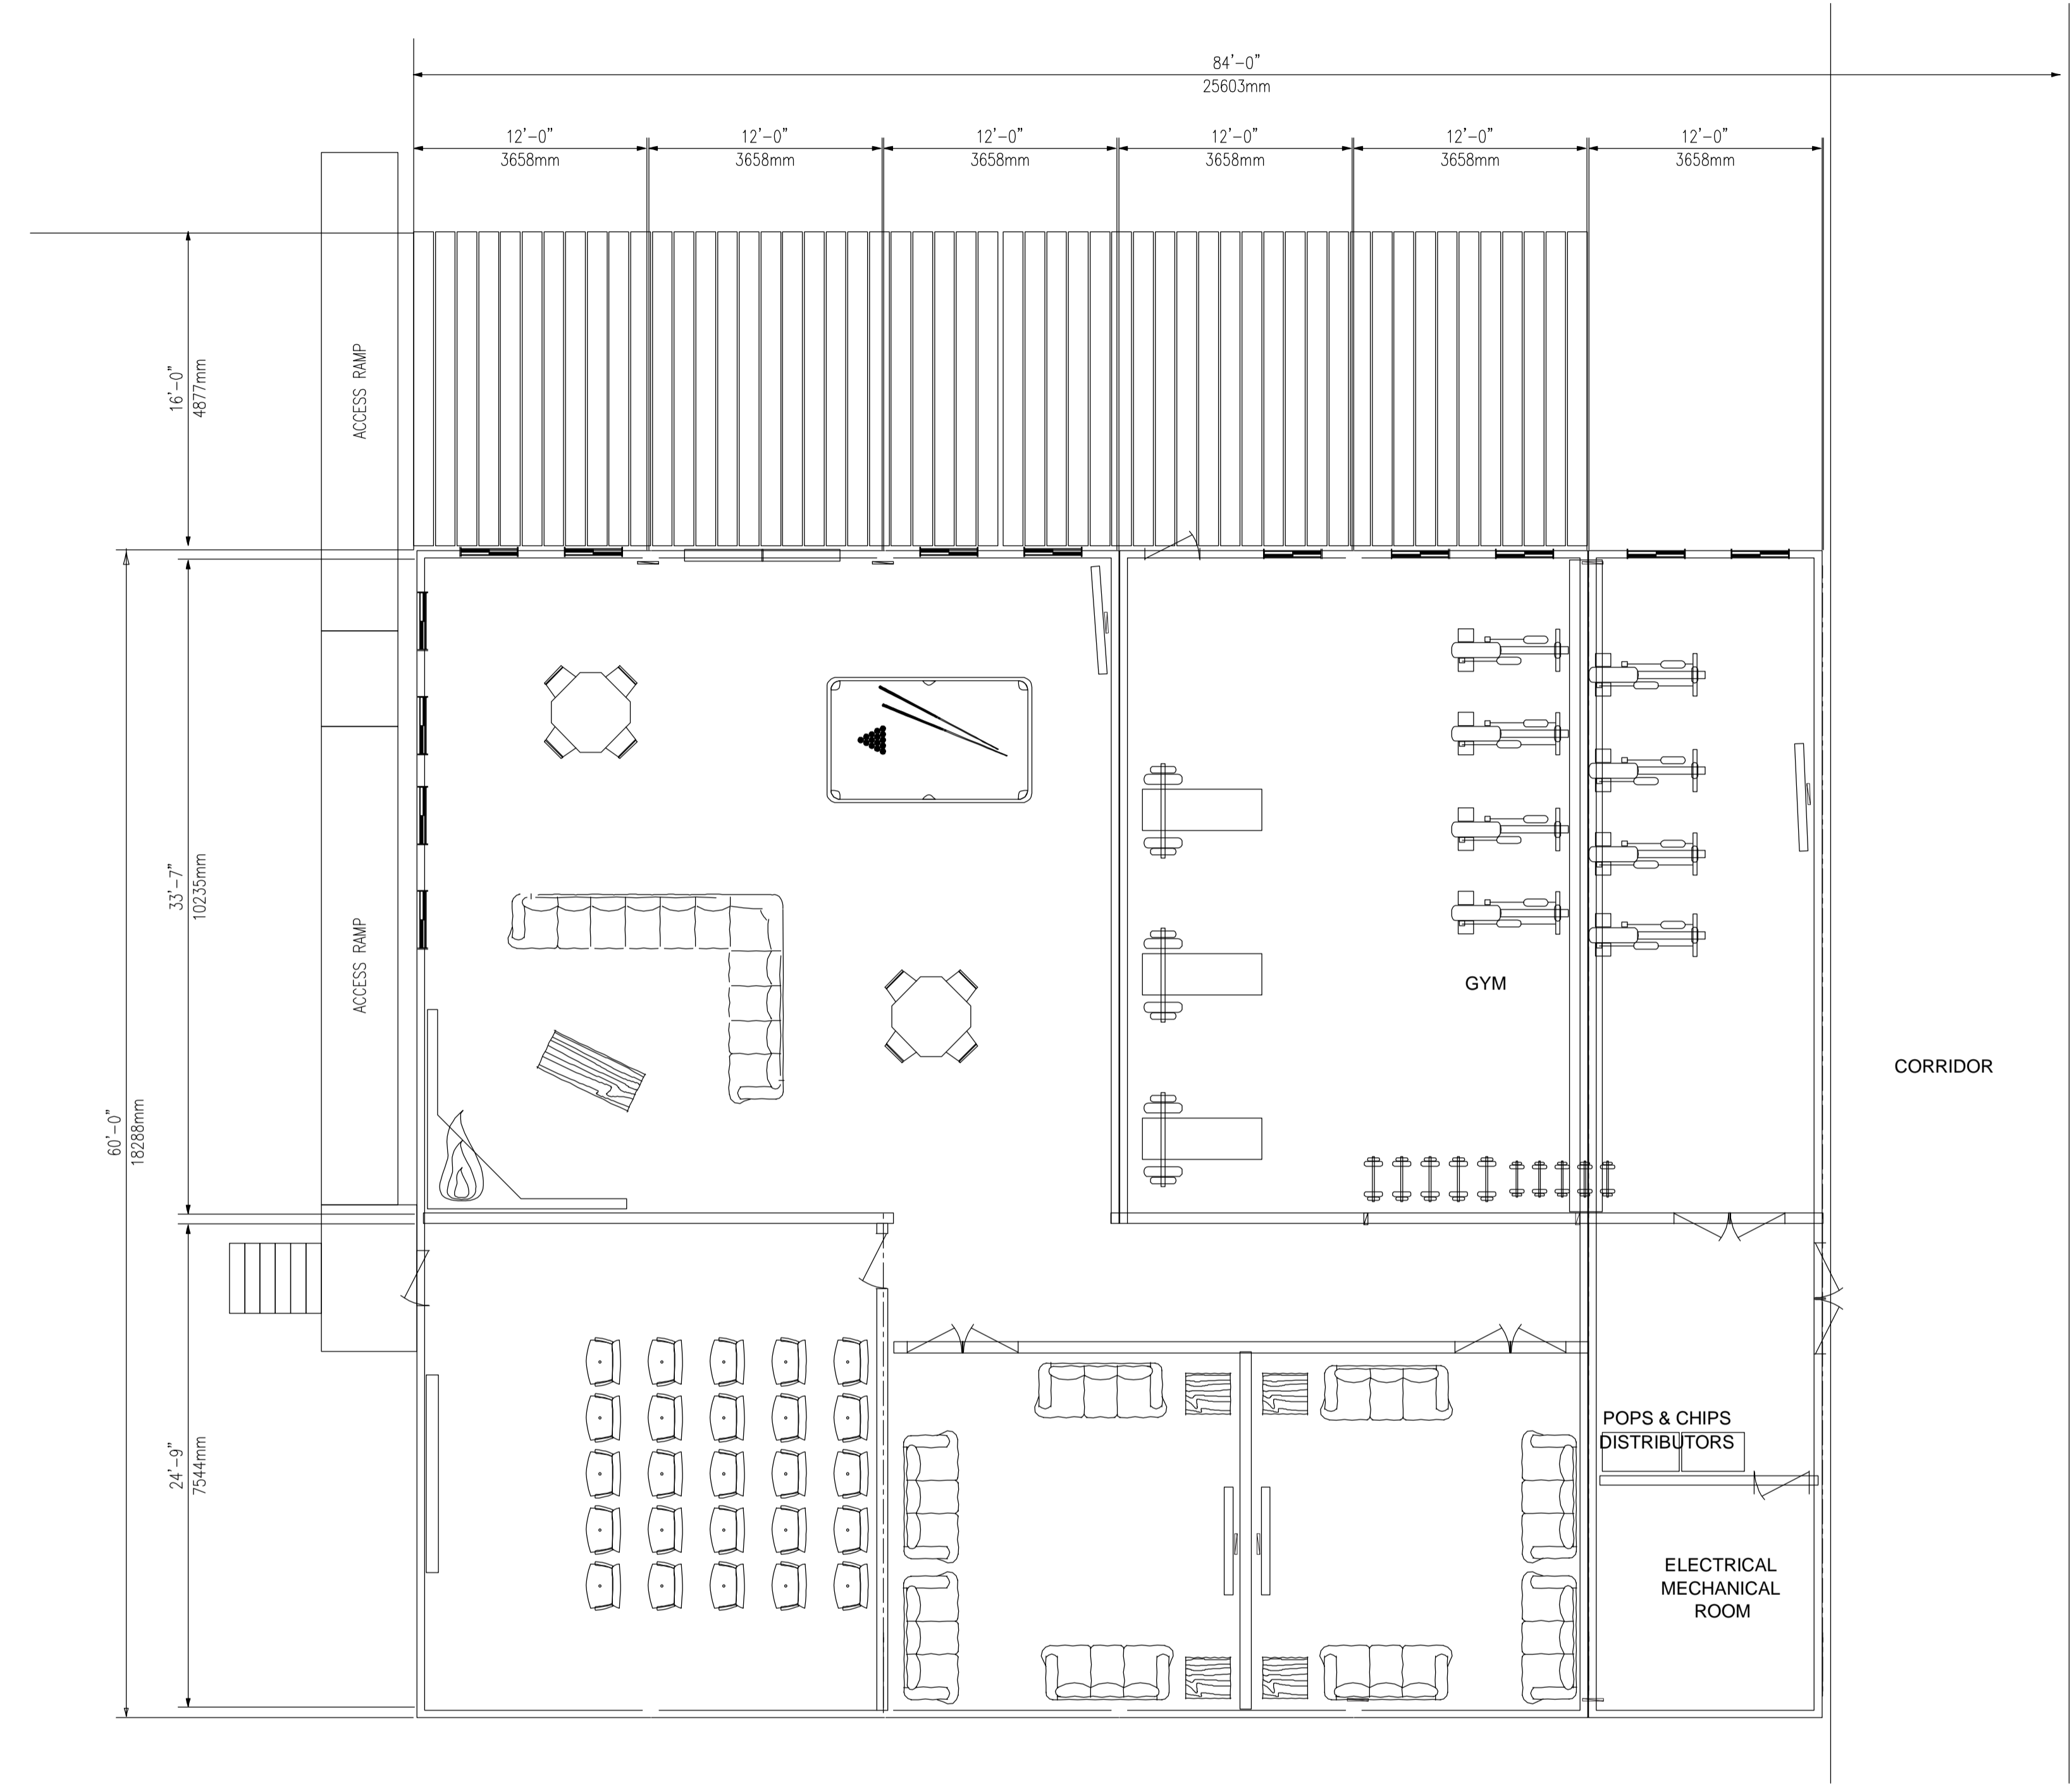 84'-0"
25603mm
12'-0"
3658mm
12'-0"
3658mm
12'-0"
3658mm
12'-0"
3658mm
12'-0"
3658mm
12'-0"
3658mm
16'-0"
4877mm
ACCESS RAMP
33'-7"
10235mm
ACCESS RAMP
60'-0"
18288mm
GYM
CORRIDOR
24'-9"
7544mm
POPS & CHIPS
DISTRIBUTORS
ELECTRICAL
MECHANICAL
ROOM